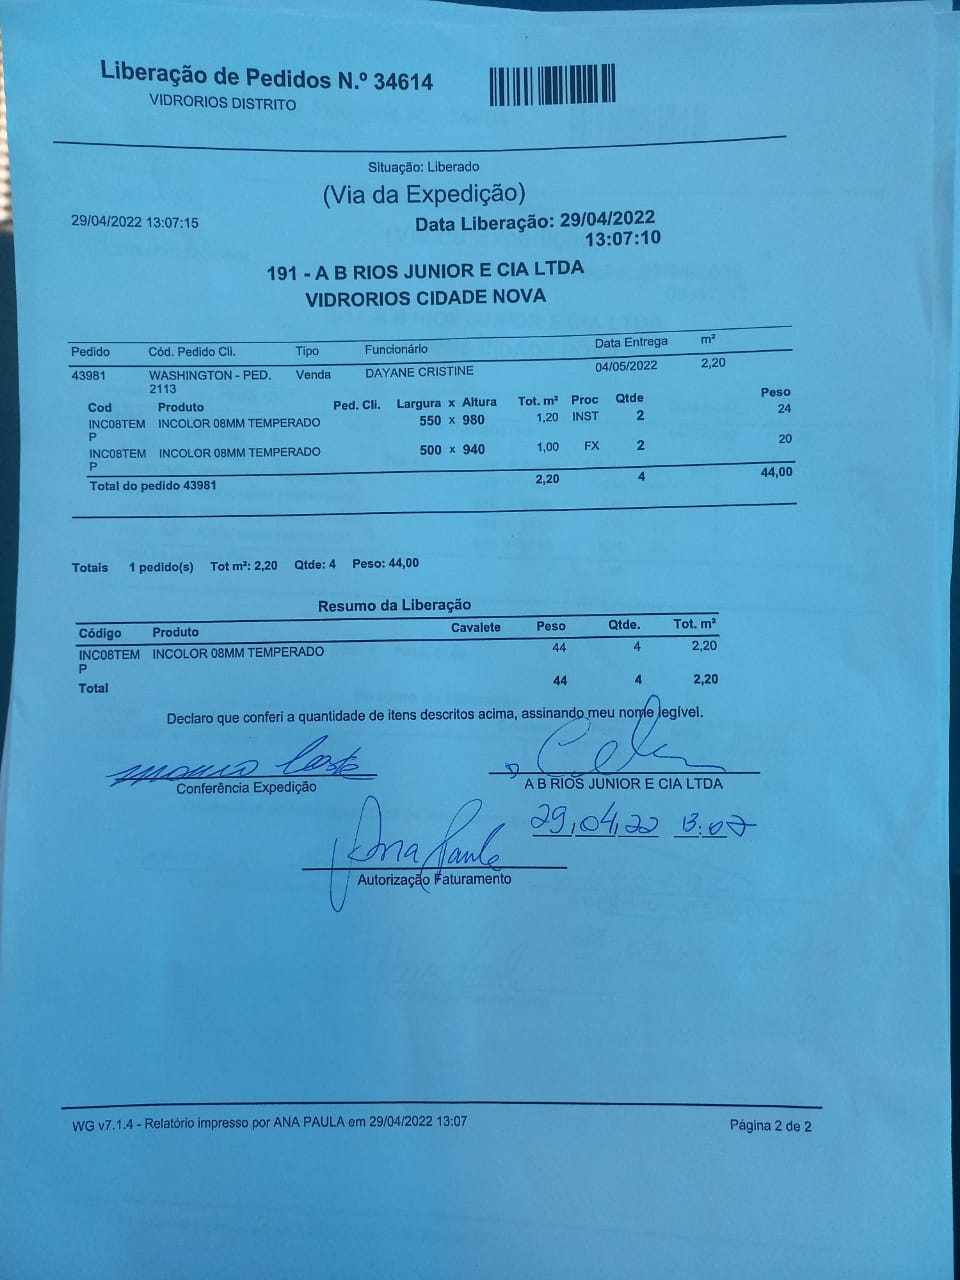 Liberação de Pedidos N.º 34614
VIDRORIOS DISTRITO
Situação: Liberado
(Via da Expedição)
29/04/2022 13:07:15
Data Liberação: 29/04/2022
13:07:10
191 - A B RIOS JUNIOR E CIA LTDA
VIDRORIOS CIDADE NOVA
Pedido Cód. Pedido Cli. Tipo Funcionário Data Entrega m²
43981 WASHINGTON - PED. Venda DAYANE CRISTINE 04/05/2022 2,20
2113
Cod Produto Ped. Cli. Largura x Altura Tot. m² Proc Qtde Peso
INC08TEM INCOLOR 08MM TEMPERADO 550 x 980 1,20 INST 2 24
P
INC08TEM INCOLOR 08MM TEMPERADO 500 x 940 1,00 FX 2 20
P
Total do pedido 43981 2,20 4 44,00
Totais 1 pedido(s) Tot m²: 2,20 Qtde: 4 Peso: 44,00
Resumo da Liberação
Código Produto Cavalete Peso Qtde. Tot. m²
INC08TEM INCOLOR 08MM TEMPERADO 44 4 2,20
P
Total 44 4 2,20
Declaro que conferi a quantidade de itens descritos acima, assinando meu nome legível.
Conferência Expedição
A B RIOS JUNIOR E CIA LTDA
29,04,22 13:07
Ana Paula
Autorização Faturamento
WG v7.1.4 - Relatório impresso por ANA PAULA em 29/04/2022 13:07
Página 2 de 2